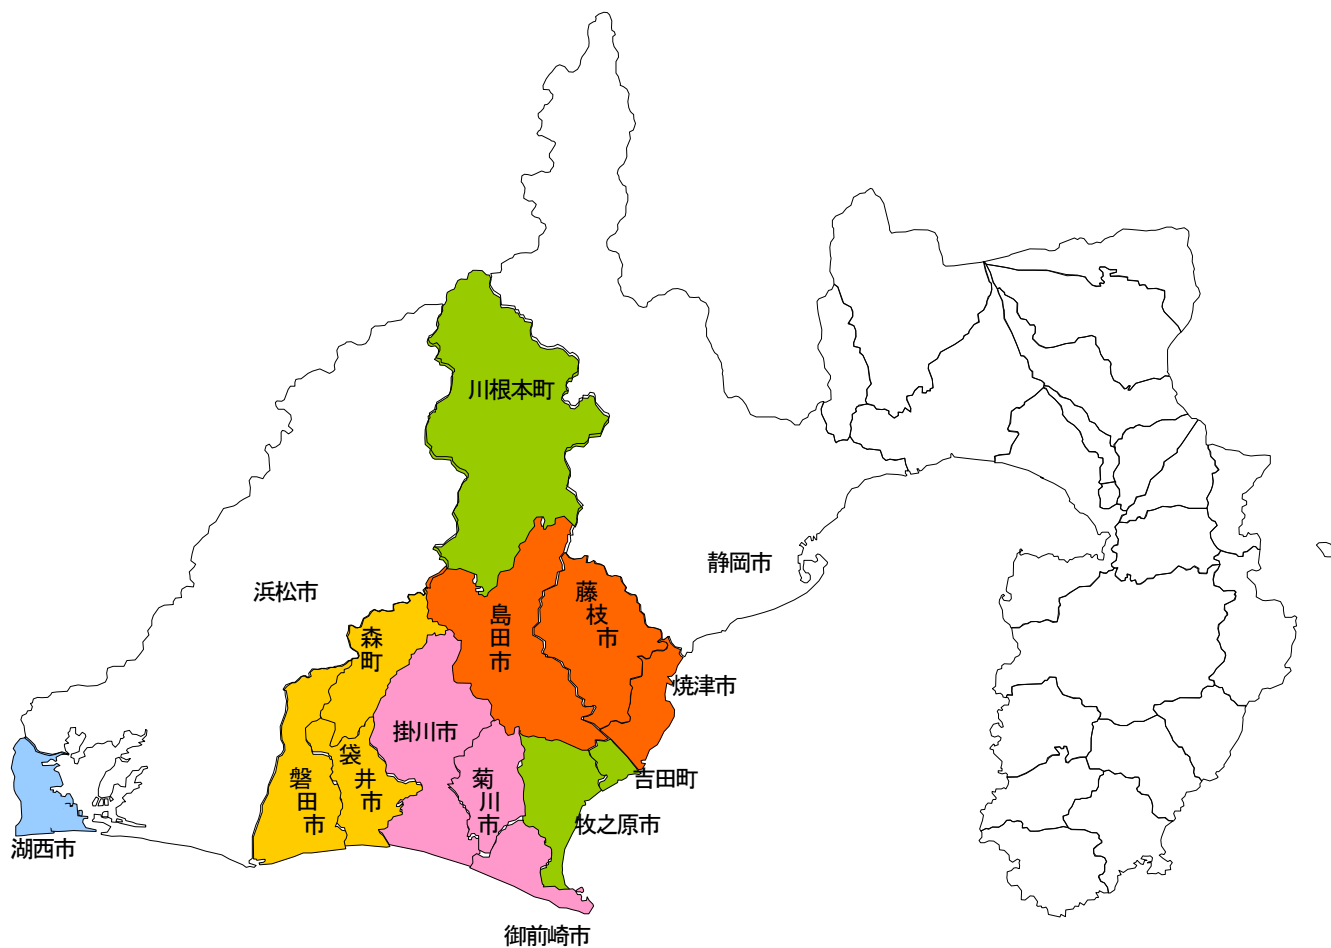 川根本町
静岡市
浜松市
藤枝市
島田市
森町
焼津市
掛川市
袋井市
磐田市
菊川市
吉田町
牧之原市
湖西市
御前崎市